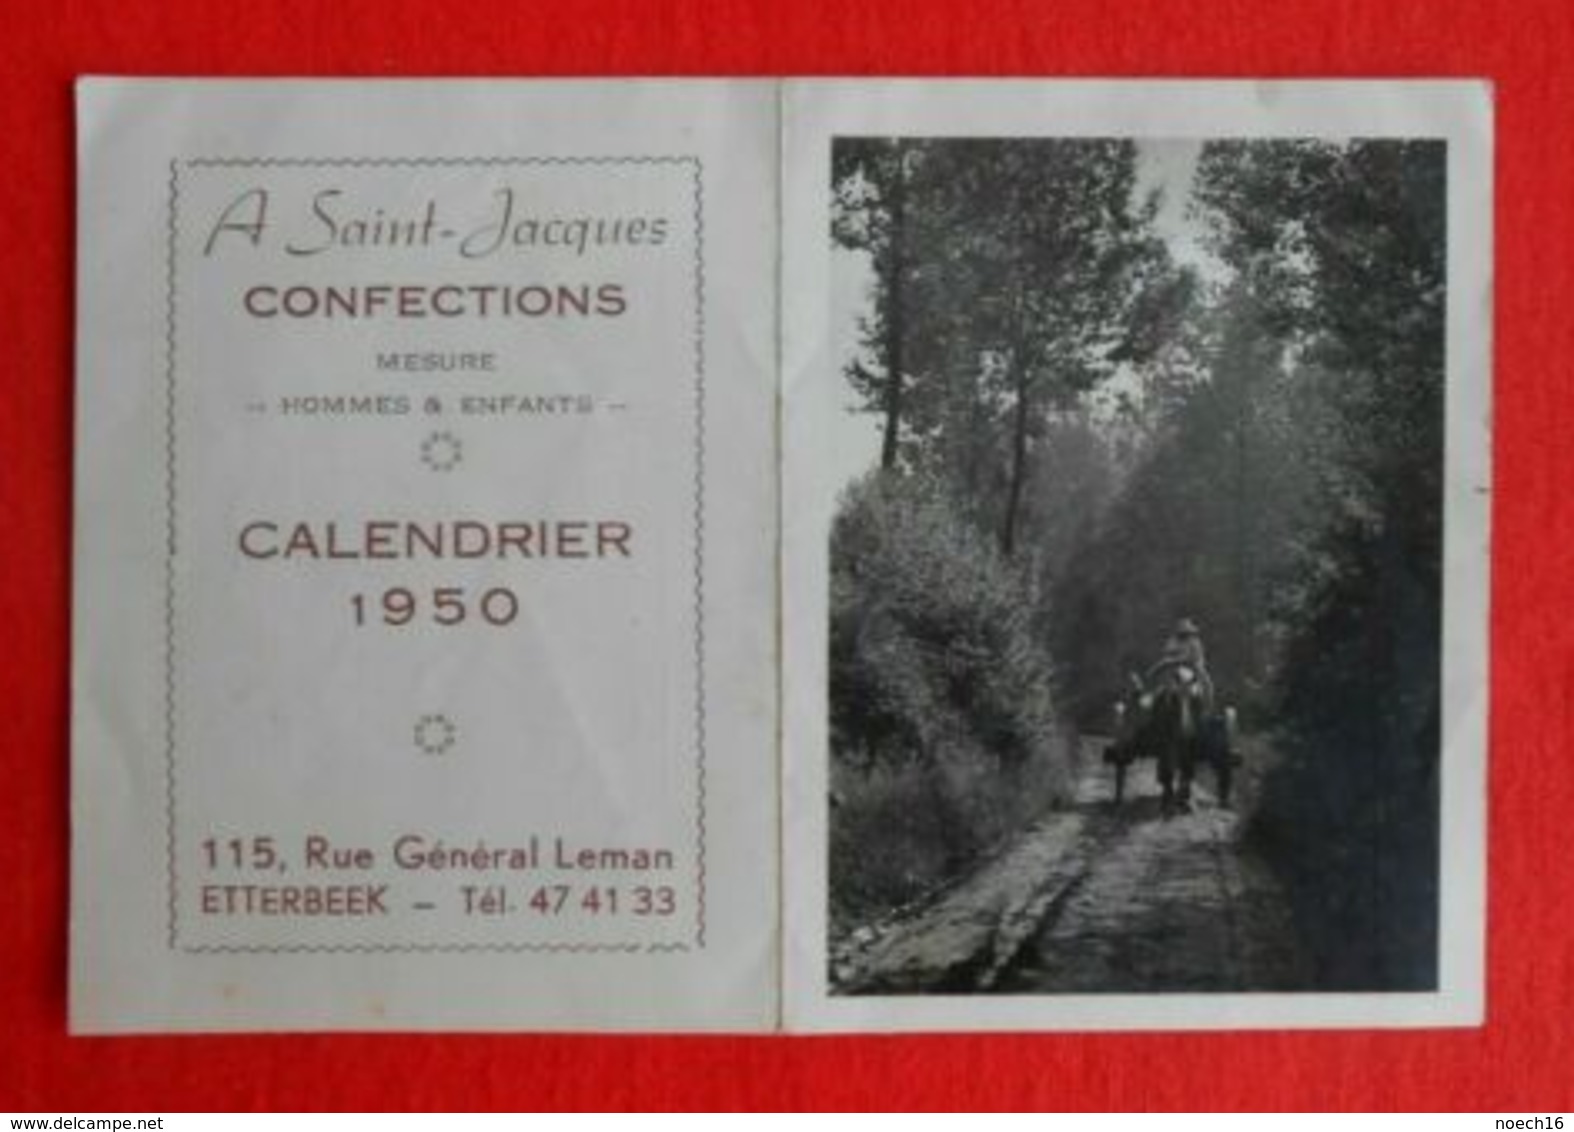 A Saint-Jacques
CONFECTIONS
MESURE
-- HOMMES & ENFANTS --
CALENDRIER
1950
115, Rue Général Leman
ETTERBEEK - Tél. 47 41 33
www.delcampe.net
noech16